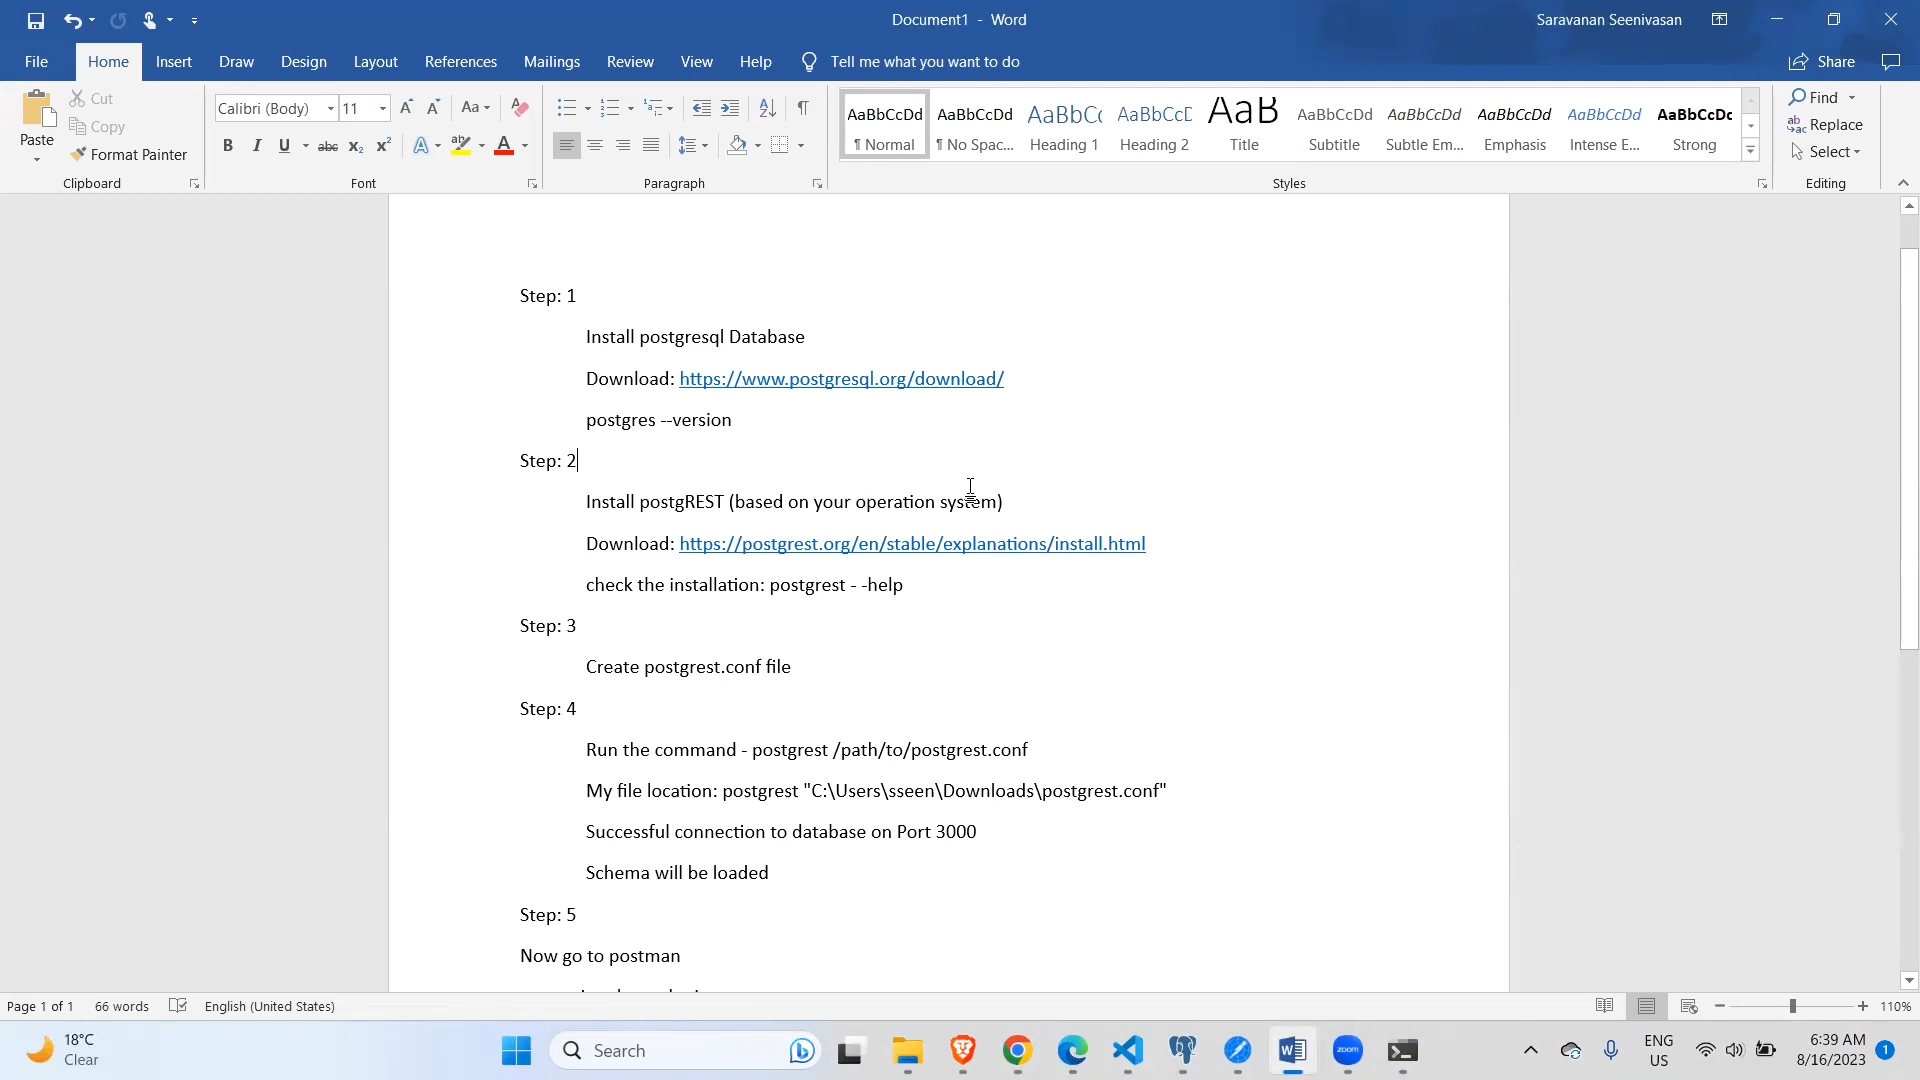 Document1 - Word
Saravanan Seenivasan
File
Home
Insert
Draw
Design
Layout
References
Mailings
Review
View
Help
Tell me what you want to do
Share
Paste
Cut
Copy
Format Painter
Clipboard
Calibri (Body)
11
Font
Paragraph
AaBbCcDd
¶ Normal
AaBbCcDd
¶ No Spac...
AaBbC
Heading 1
AaBbCcD
Heading 2
AaB
Title
AaBbCcDd
Subtitle
AaBbCcDd
Subtle Em...
AaBbCcDd
Emphasis
AaBbCcDd
Intense E...
AaBbCcDc
Strong
Styles
Find
Replace
Select
Editing
Step: 1
Install postgresql Database
Download: https://www.postgresql.org/download/
postgres --version
Step: 2
Install postgREST (based on your operation system)
Download: https://postgrest.org/en/stable/explanations/install.html
check the installation: postgrest - -help
Step: 3
Create postgrest.conf file
Step: 4
Run the command - postgrest /path/to/postgrest.conf
My file location: postgrest "C:\Users\sseen\Downloads\postgrest.conf"
Successful connection to database on Port 3000
Schema will be loaded
Step: 5
Now go to postman
Page 1 of 1
66 words
English (United States)
110%
18°C
Clear
Search
zoom
ENG
US
6:39 AM
8/16/2023
1